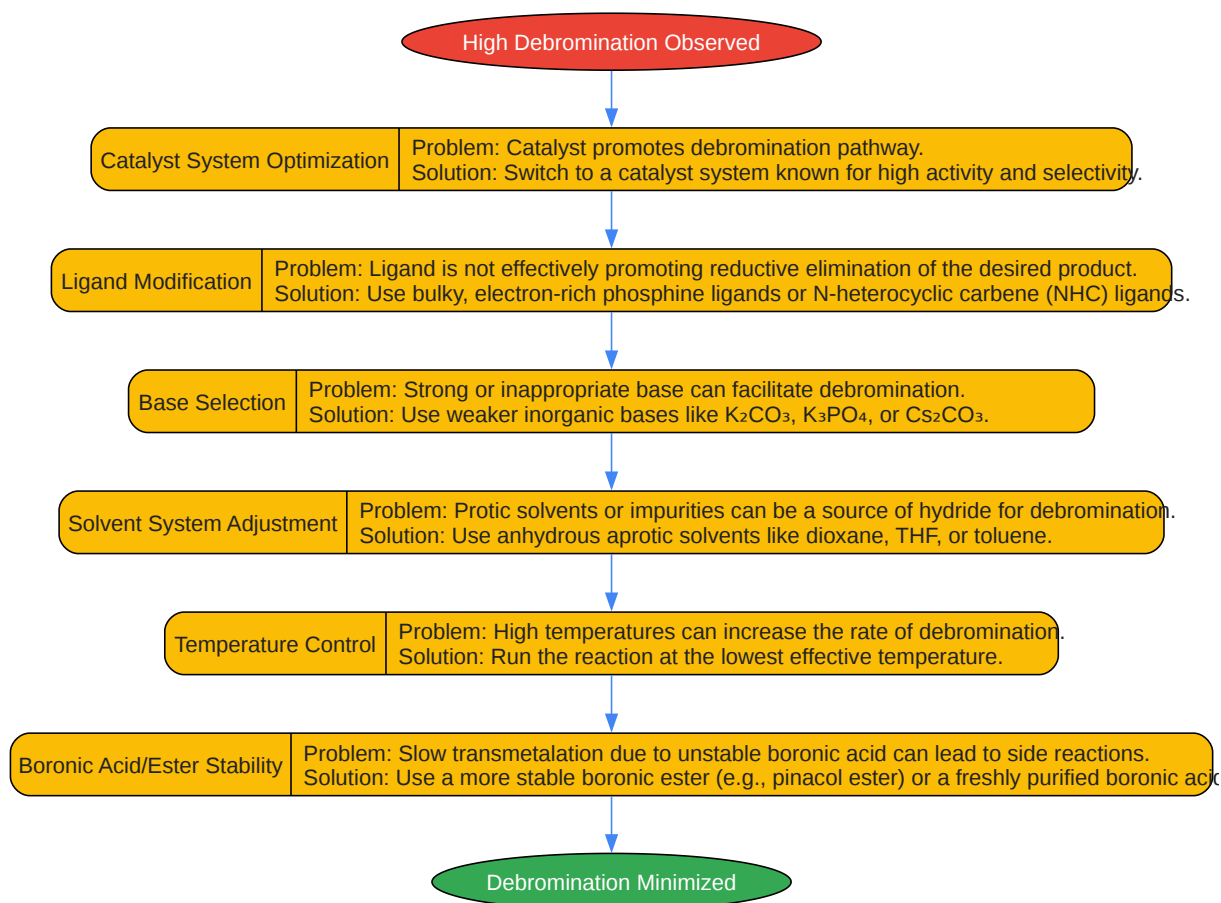 High Debromination Observed
Catalyst System Optimization
Problem: Catalyst promotes debromination pathway.
Solution: Switch to a catalyst system known for high activity and selectivity.
Ligand Modification
Problem: Ligand is not effectively promoting reductive elimination of the desired product.
Solution: Use bulky, electron-rich phosphine ligands or N-heterocyclic carbene (NHC) ligands.
Base Selection
Problem: Strong or inappropriate base can facilitate debromination.
Solution: Use weaker inorganic bases like K₂CO₃, K₃PO₄, or Cs₂CO₃.
Solvent System Adjustment
Problem: Protic solvents or impurities can be a source of hydride for debromination.
Solution: Use anhydrous aprotic solvents like dioxane, THF, or toluene.
Temperature Control
Problem: High temperatures can increase the rate of debromination.
Solution: Run the reaction at the lowest effective temperature.
Boronic Acid/Ester Stability
Problem: Slow transmetalation due to unstable boronic acid can lead to side reactions.
Solution: Use a more stable boronic ester (e.g., pinacol ester) or a freshly purified boronic acid
Debromination Minimized